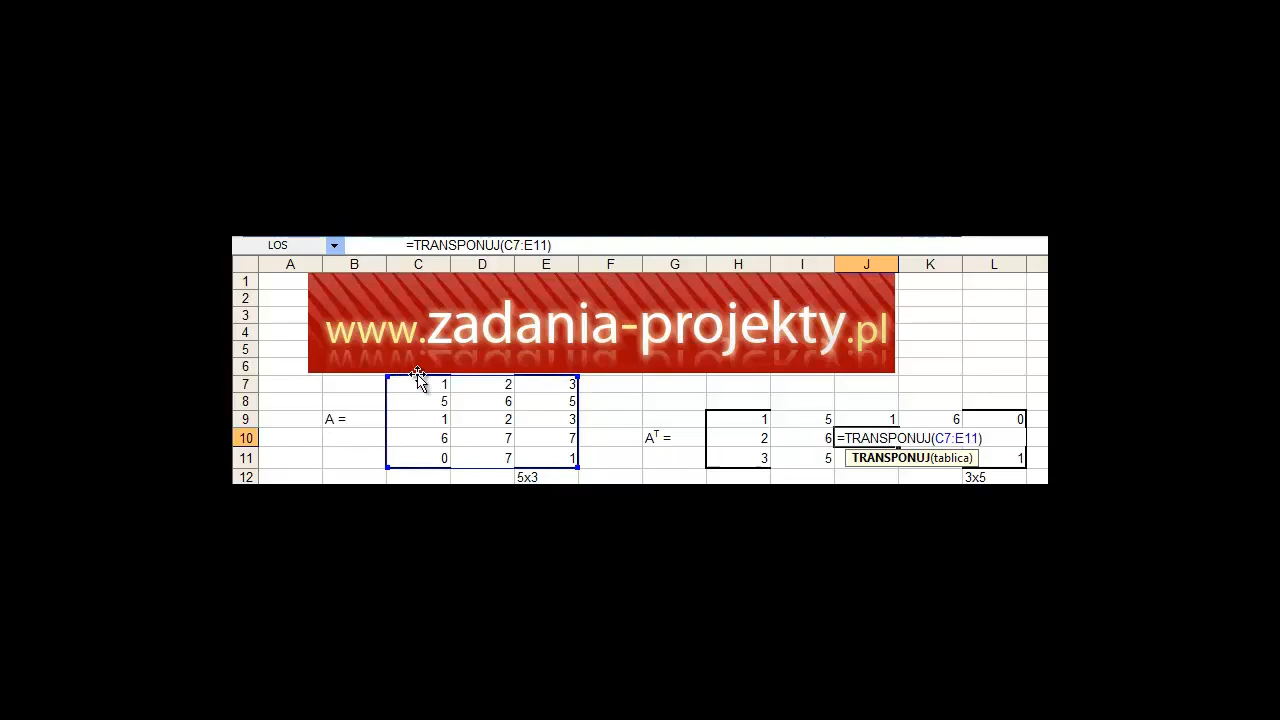 LOS =TRANSPONUJ(C7:E11)
A B C D E F G H I J K L
1
2
3
www.zadania-projekty.pl
4
5
6
7 1 2 3
8 5 6 5
9 A = 1 2 3 1 5 1 6 0
10 6 7 7 AT = 2 6 =TRANSPONUJ(C7:E11)
11 0 7 1 3 5 TRANSPONUJ(tablica) 1
12 5x3 3x5